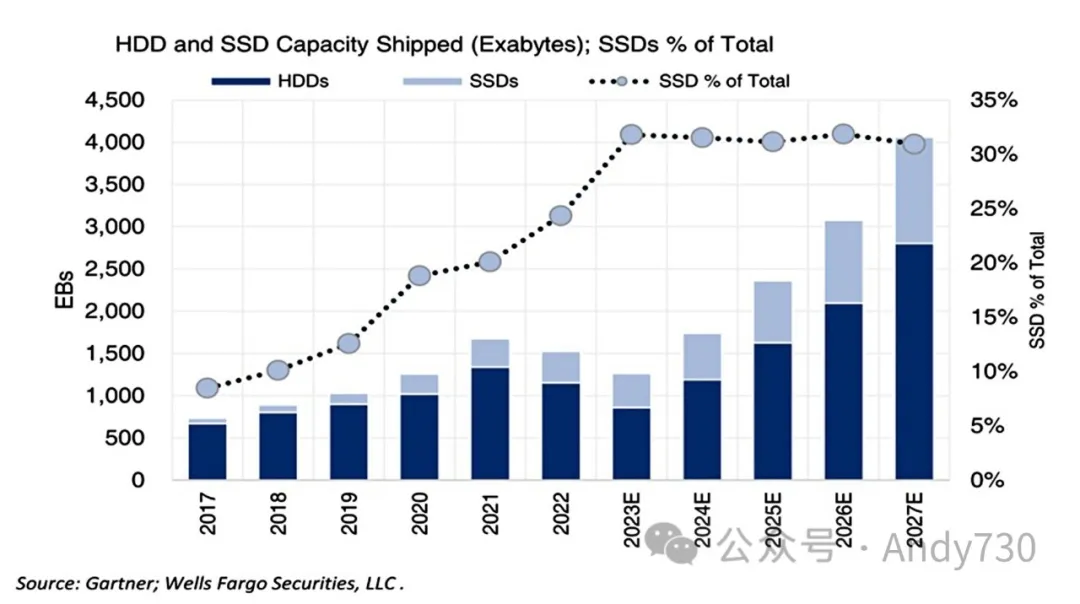 HDD and SSD Capacity Shipped (Exabytes); SSDs % of Total
HDDs SSDs SSD % of Total
4,500 35%
4,000
30%
3,500
25%
3,000
2,500
20%
2,000
15%
1,500
10%
1,000
5%
500
0 0%
EBs
SSD % of Total
2017 2018 2019 2020 2021 2022 2023E 2024E 2025E 2026E 2027E
公众号 · Andy730
Source: Gartner; Wells Fargo Securities, LLC .